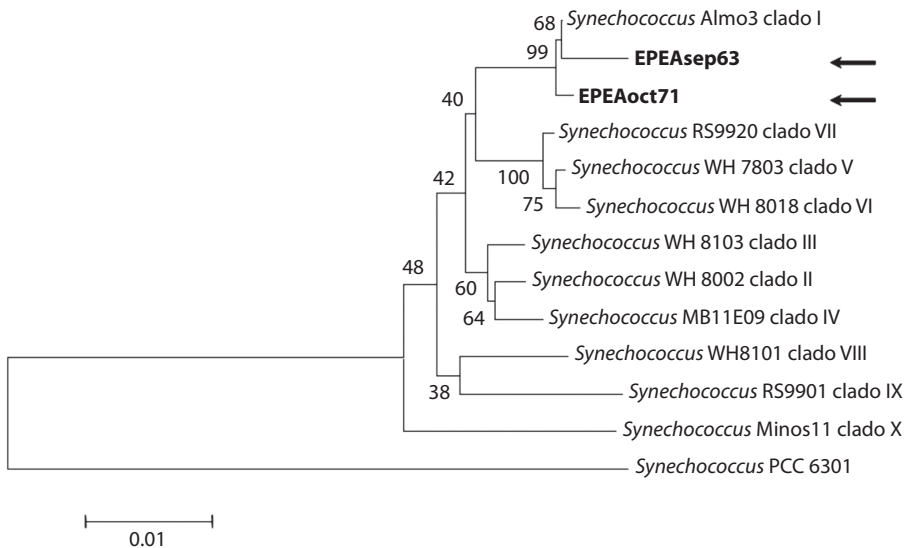 68
Synechococcus Almo3 clado I
99
EPEAsep63
EPEAoct71
40
Synechococcus RS9920 clado VII
Synechococcus WH 7803 clado V
100
42
75
Synechococcus WH 8018 clado VI
Synechococcus WH 8103 clado III
48
Synechococcus WH 8002 clado II
60
64
Synechococcus MB11E09 clado IV
Synechococcus WH8101 clado VIII
38
Synechococcus RS9901 clado IX
Synechococcus Minos11 clado X
Synechococcus PCC 6301
0.01